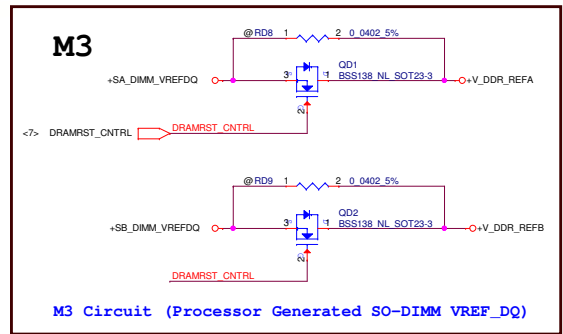 M3
@ RD8 1 2 0_0402_5%
QD1
+SA_DIMM_VREFDQ 3 1 BSS138_NL_SOT23-3 +V_DDR_REFA
2
<7> DRAMRST_CNTRL DRAMRST_CNTRL
@ RD9 1 2 0_0402_5%
QD2
+SB_DIMM_VREFDQ 3 1 BSS138_NL_SOT23-3 +V_DDR_REFB
2
DRAMRST_CNTRL
M3 Circuit (Processor Generated SO-DIMM VREF_DQ)